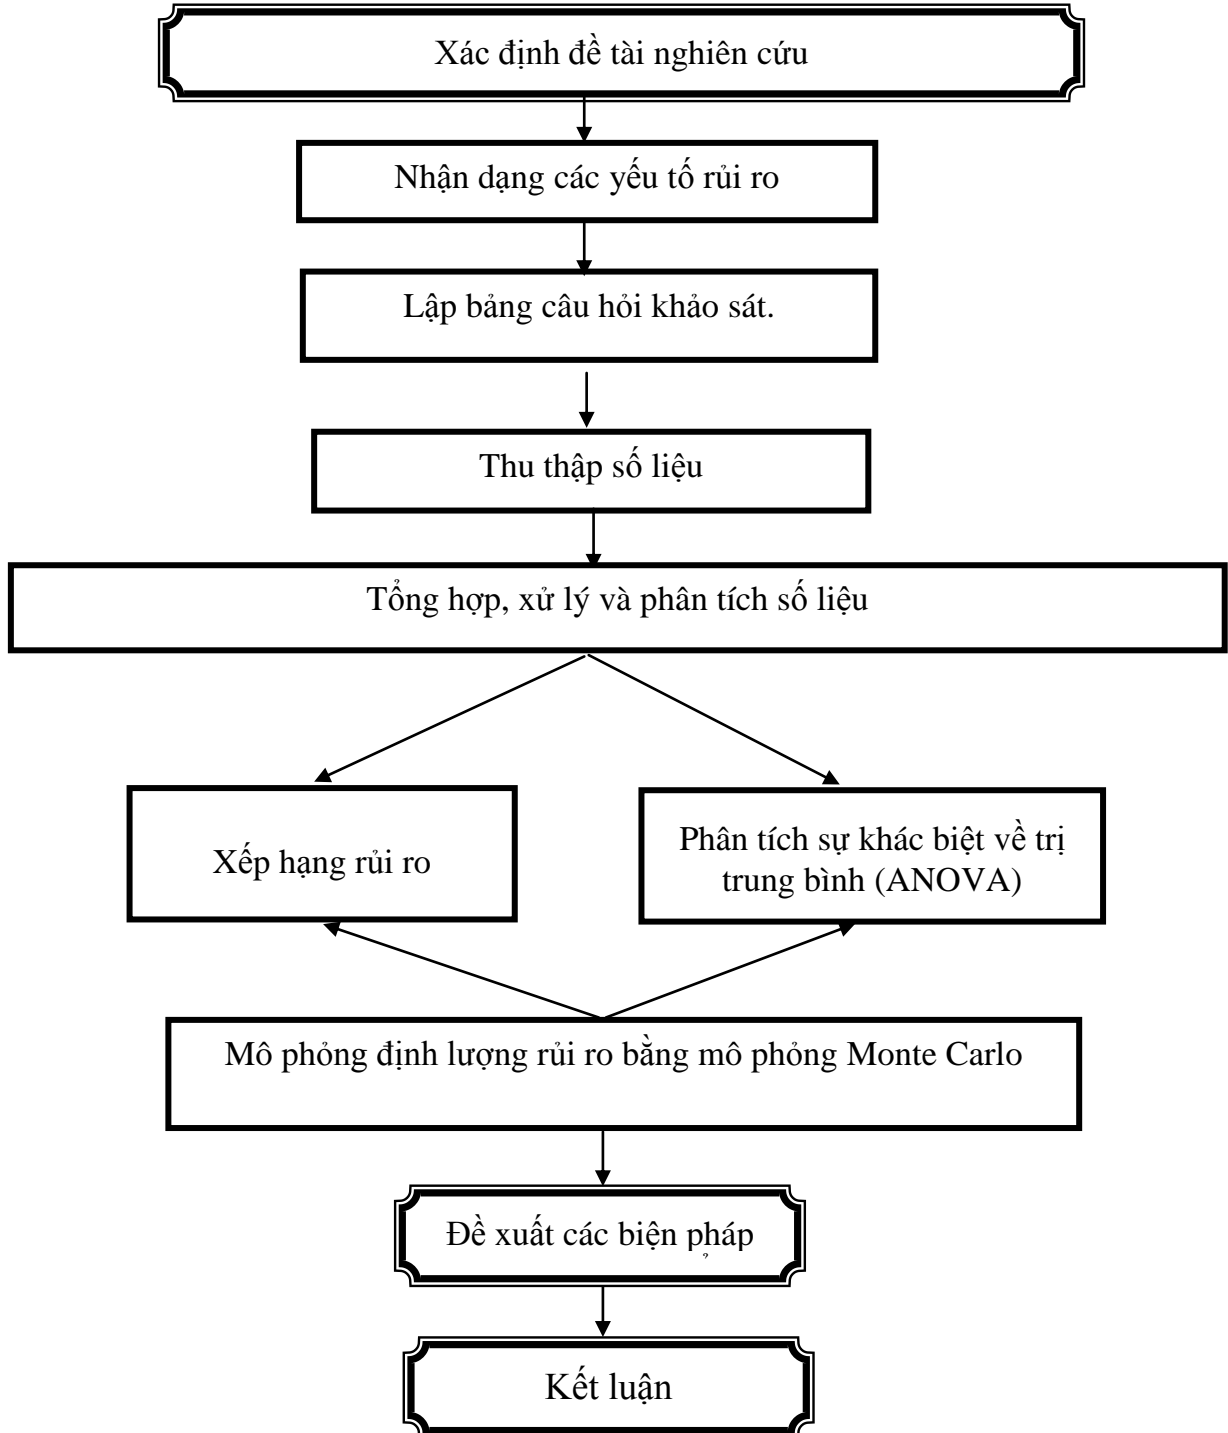 Xác định đề tài nghiên cứu
Nhận dạng các yếu tố rủi ro
Lập bảng câu hỏi khảo sát.
Thu thập số liệu
Tổng hợp, xử lý và phân tích số liệu
Xếp hạng rủi ro
Phân tích sự khác biệt về trị
trung bình (ANOVA)
Mô phỏng định lượng rủi ro bằng mô phỏng Monte Carlo
Đề xuất các biện pháp
Kết luận